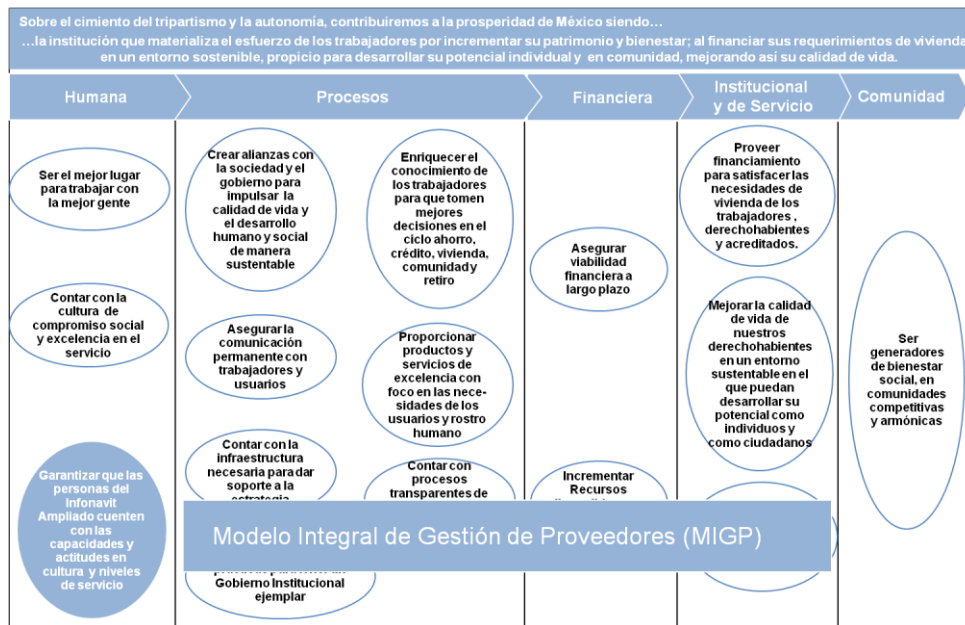 Sobre el cimiento del tripartismo y la autonomía, contribuiremos a la prosperidad de México siendo…
…la institución que materializa el esfuerzo de los trabajadores por incrementar su patrimonio y bienestar; al financiar sus requerimientos de vivienda
en un entorno sostenible, propicio para desarrollar su potencial individual y en comunidad, mejorando así su calidad de vida.
Humana
Procesos
Financiera
Institucional
y de Servicio
Comunidad
Ser el mejor lugar
para trabajar con
la mejor gente
Contar con la
cultura de
compromiso social
y excelencia en el
servicio
Garantizar que las
personas del
Infonavit
Ampliado cuenten
con las
capacidades y
actitudes en
cultura y niveles
de servicio
Crear alianzas con
la sociedad y el
gobierno para
impulsar la
calidad de vida y
el desarrollo
humano y social
de manera
sustentable
Asegurar la
comunicación
permanente con
trabajadores y
usuarios
Contar con la
infraestructura
necesaria para dar
soporte a la
estrategia
Gobierno Institucional
ejemplar
Enriquecer el
conocimiento de
los trabajadores
para que tomen
mejores
decisiones en el
ciclo ahorro,
crédito, vivienda,
comunidad y
retiro
Proporcionar
productos y
servicios de
excelencia con
foco en las nece-
sidades de los
usuarios y rostro
humano
Contar con
procesos
transparentes de
Asegurar
viabilidad
financiera a
largo plazo
Incrementar
Recursos
Proveer
financiamiento
para satisfacer las
necesidades de
vivienda de los
trabajadores ,
derechohabientes
y acreditados.
Mejorar la calidad
de vida de
nuestros
derechohabientes
en un entorno
sustentable en el
que puedan
desarrollar su
potencial como
individuos y
como ciudadanos
Ser
generadores
de bienestar
social, en
comunidades
competitivas
y armónicas
Modelo Integral de Gestión de Proveedores (MIGP)